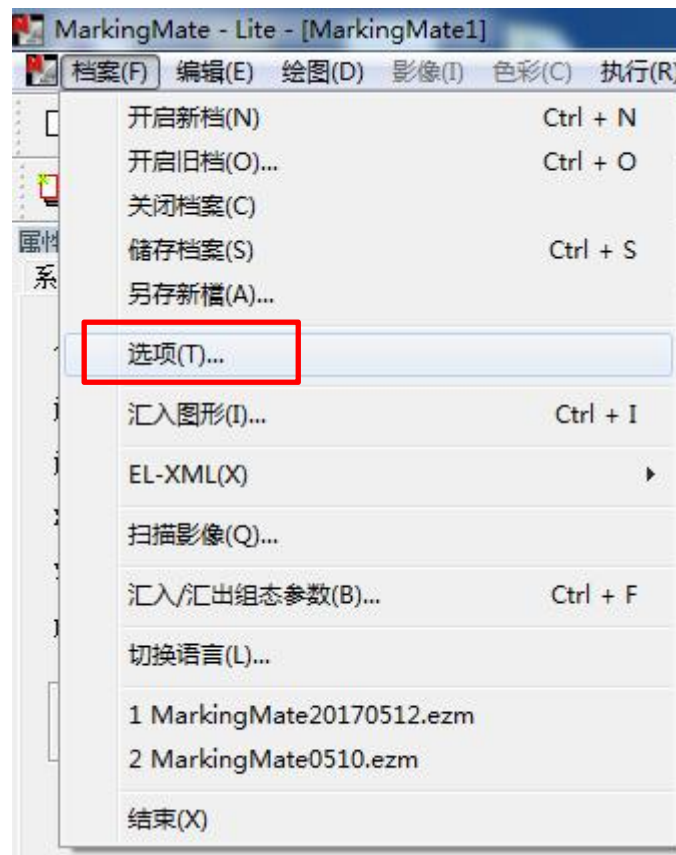 MarkingMate - Lite - [MarkingMate1]
档案(F) 编辑(E) 绘图(D) 影像(I) 色彩(C) 执行(R)
开启新档(N) Ctrl + N
开启旧档(O)... Ctrl + O
关闭档案(C)
属性
储存档案(S) Ctrl + S
系
另存新檔(A)...
选项(T)...
汇入图形(I)... Ctrl + I
EL-XML(X)
扫描影像(Q)...
汇入/汇出组态参数(B)... Ctrl + F
切换语言(L)...
1 MarkingMate20170512.ezm
2 MarkingMate0510.ezm
结束(X)